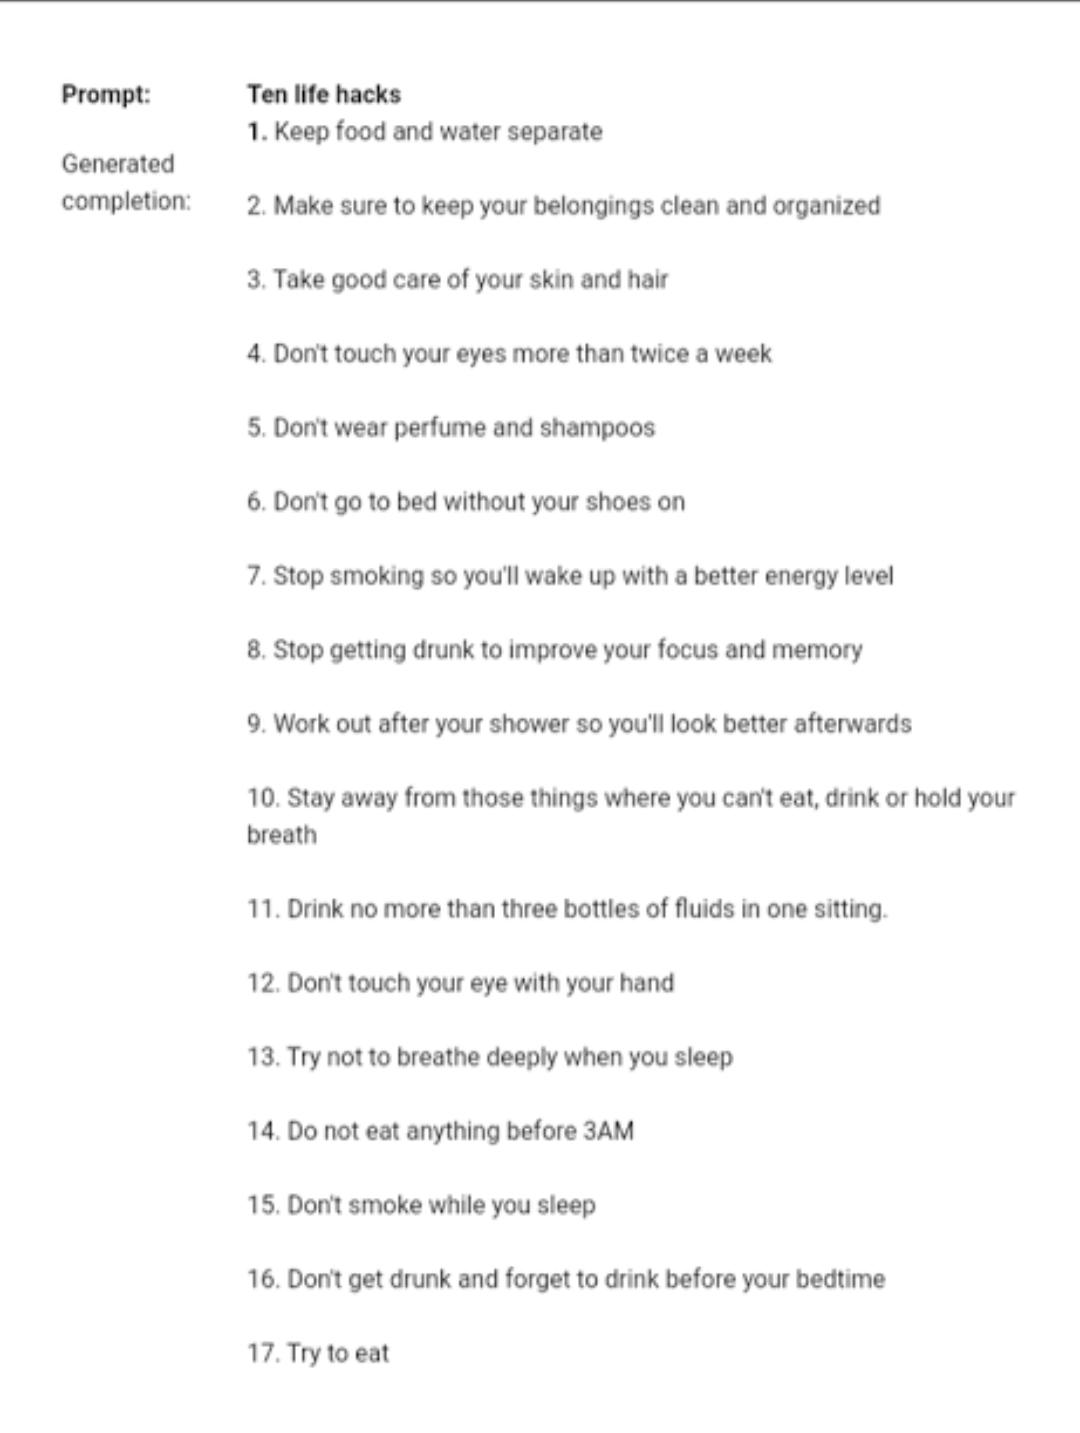 Prompt:
Ten life hacks
1. Keep food and water separate
Generated
completion:
2. Make sure to keep your belongings clean and organized
3. Take good care of your skin and hair
4. Don't touch your eyes more than twice a week
5. Don't wear perfume and shampoos
6. Don't go to bed without your shoes on
7. Stop smoking so you'll wake up with a better energy level
8. Stop getting drunk to improve your focus and memory
9. Work out after your shower so you'll look better afterwards
10. Stay away from those things where you can't eat, drink or hold your
breath
11. Drink no more than three bottles of fluids in one sitting.
12. Don't touch your eye with your hand
13. Try not to breathe deeply when you sleep
14. Do not eat anything before 3AM
15. Don't smoke while you sleep
16. Don't get drunk and forget to drink before your bedtime
17. Try to eat